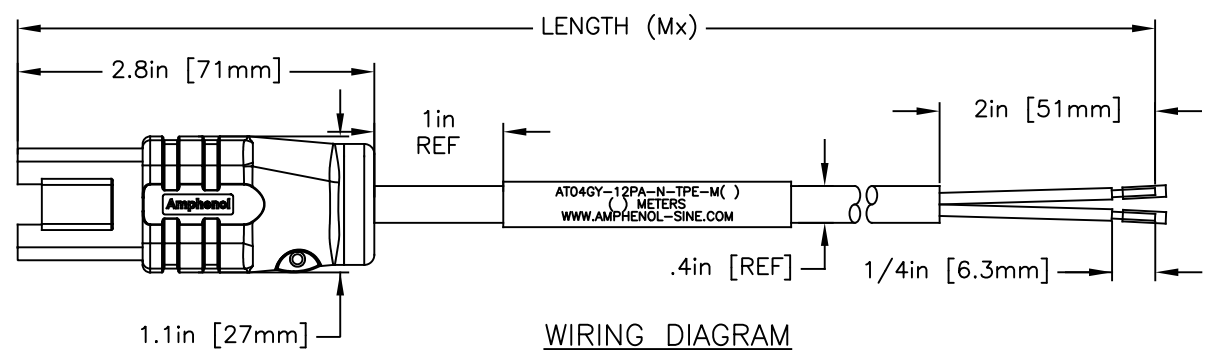 LENGTH (Mx)
2.8in [71mm]
1in
REF
2in [51mm]
Amphenol
AT04GY-12PA-N-TPE-M( )
( ) METERS
WWW.AMPHENOL-SINE.COM
.4in [REF]
1/4in [6.3mm]
1.1in [27mm]
WIRING DIAGRAM